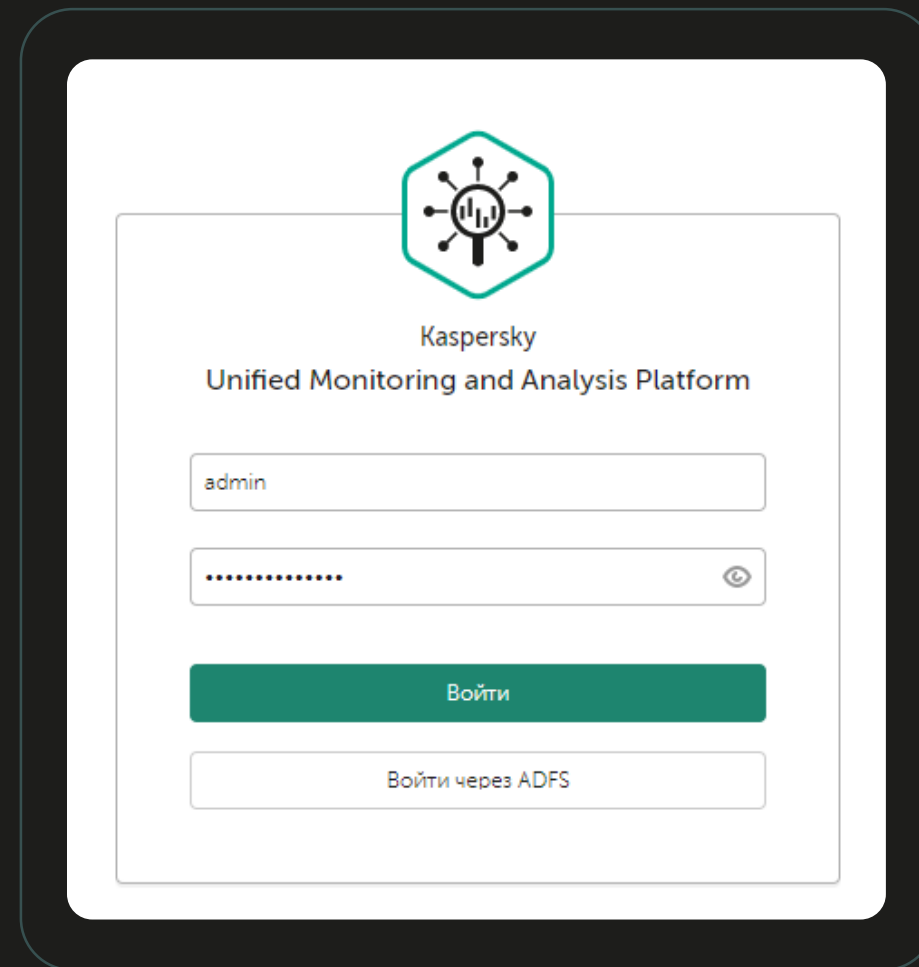 Kaspersky
Unified Monitoring and Analysis Platform
admin
••••••••••••••
Войти
Войти через ADFS